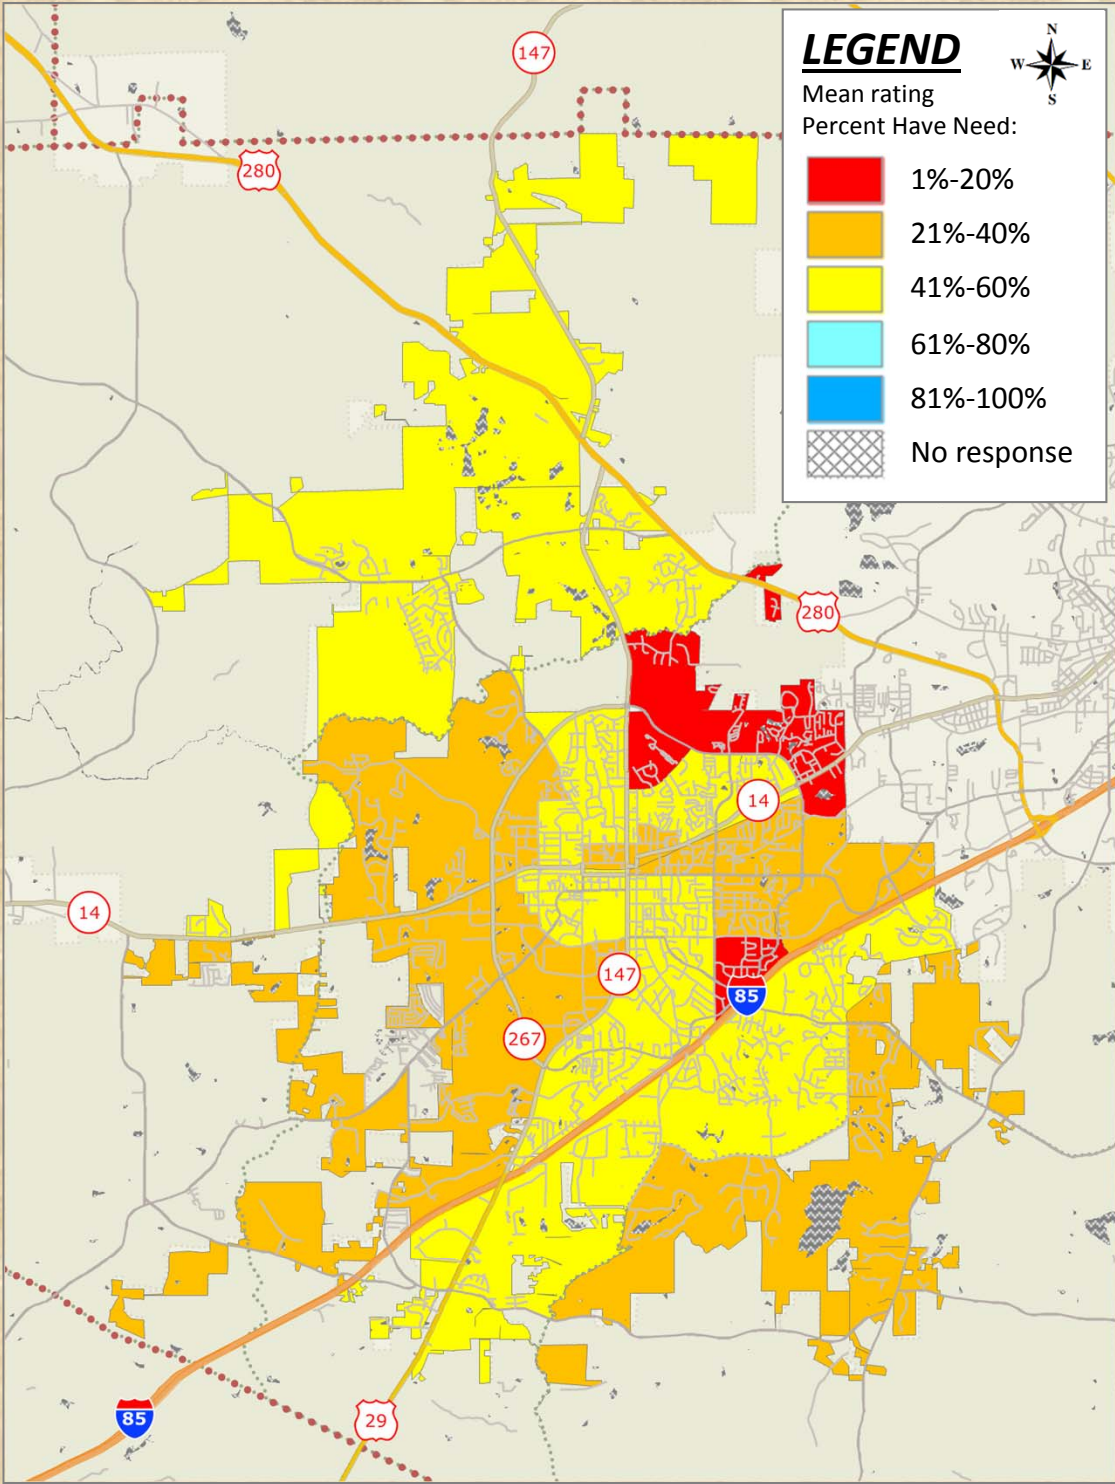 LEGEND
N
W E
S
Mean rating
Percent Have Need:
1%-20%
21%-40%
41%-60%
61%-80%
81%-100%
No response
147
280
280
14
14
147
85
267
85
29